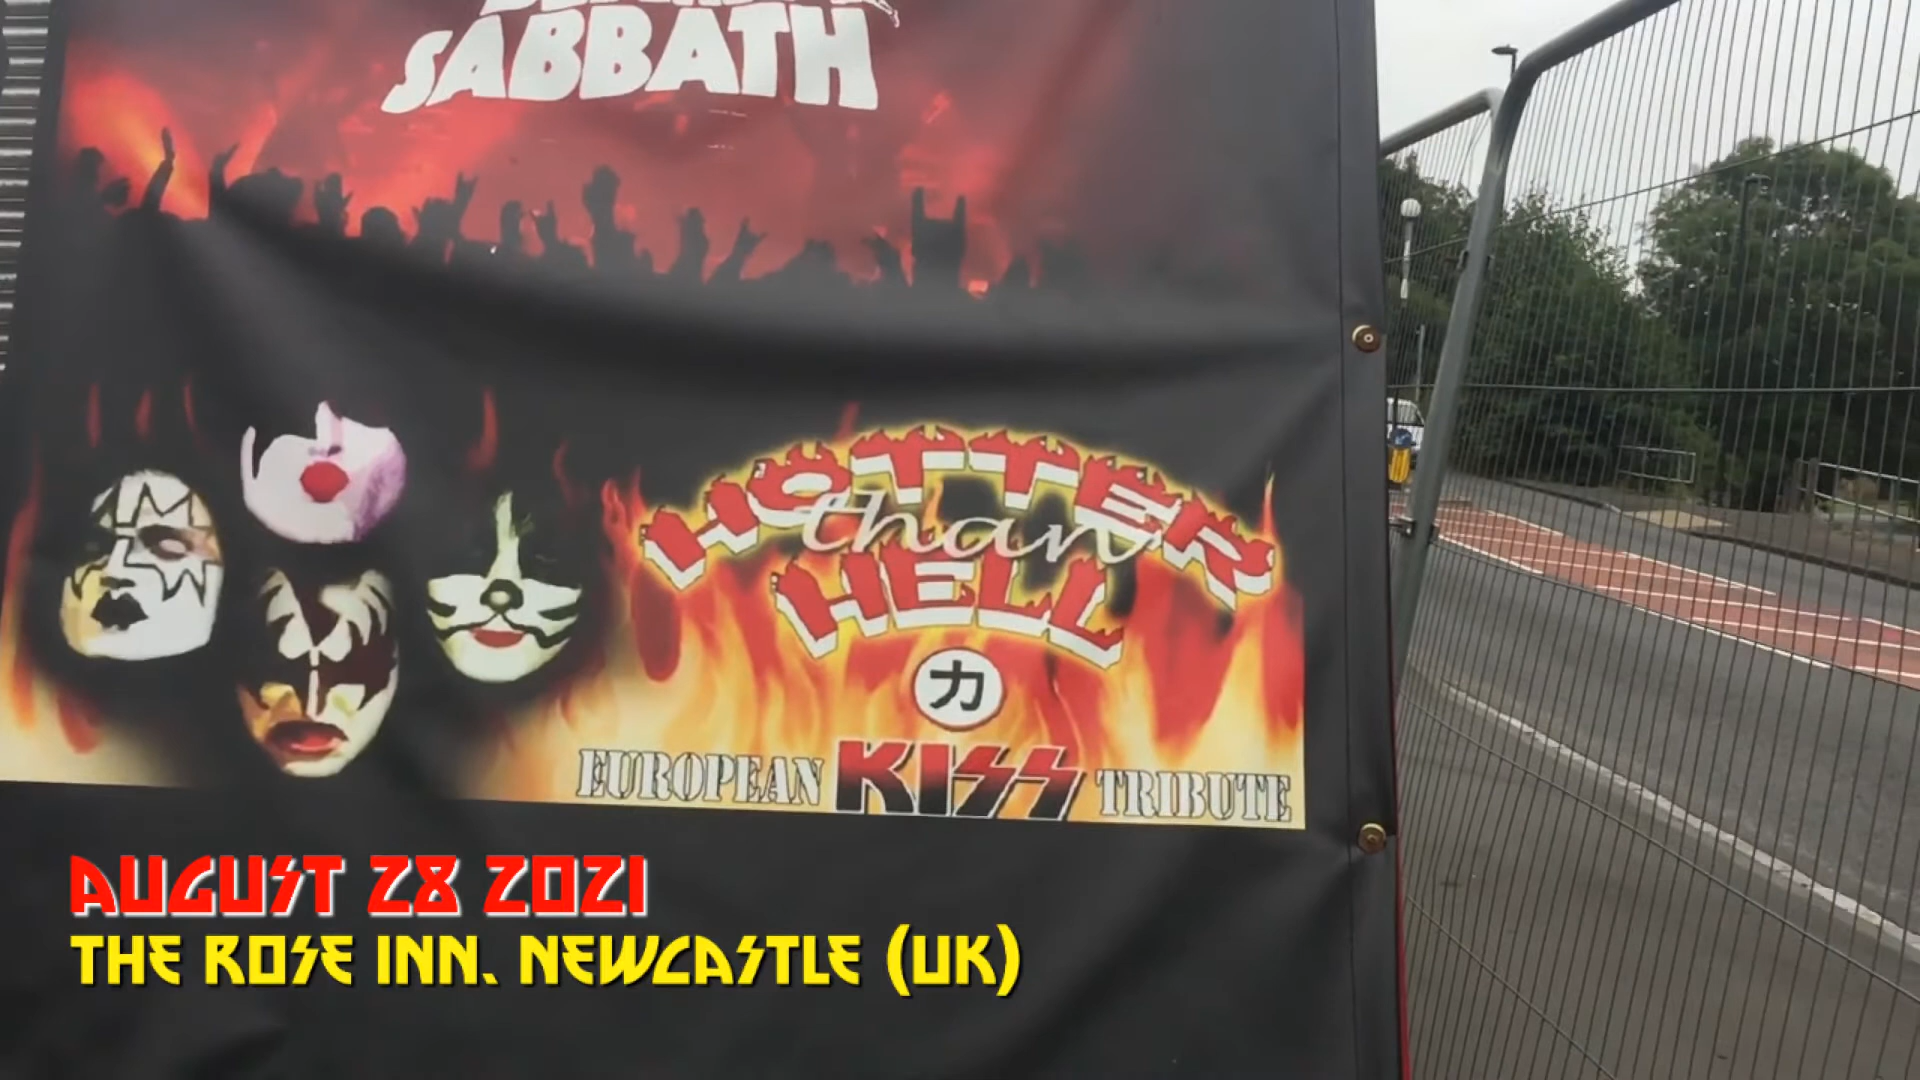 SABBATH
HOTTER
than
HELL
力
EUROPEAN KISS TRIBUTE
AUGUST 28 2021
THE ROSE INN. NEWCASTLE (UK)